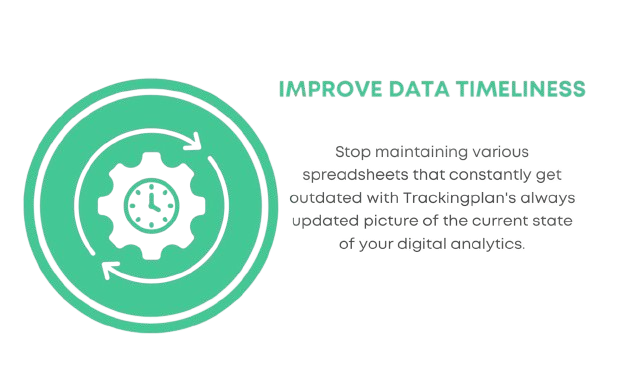 IMPROVE DATA TIMELINESS
Stop maintaining various
spreadsheets that constantly get
outdated with Trackingplan's always
updated picture of the current state
of your digital analytics.